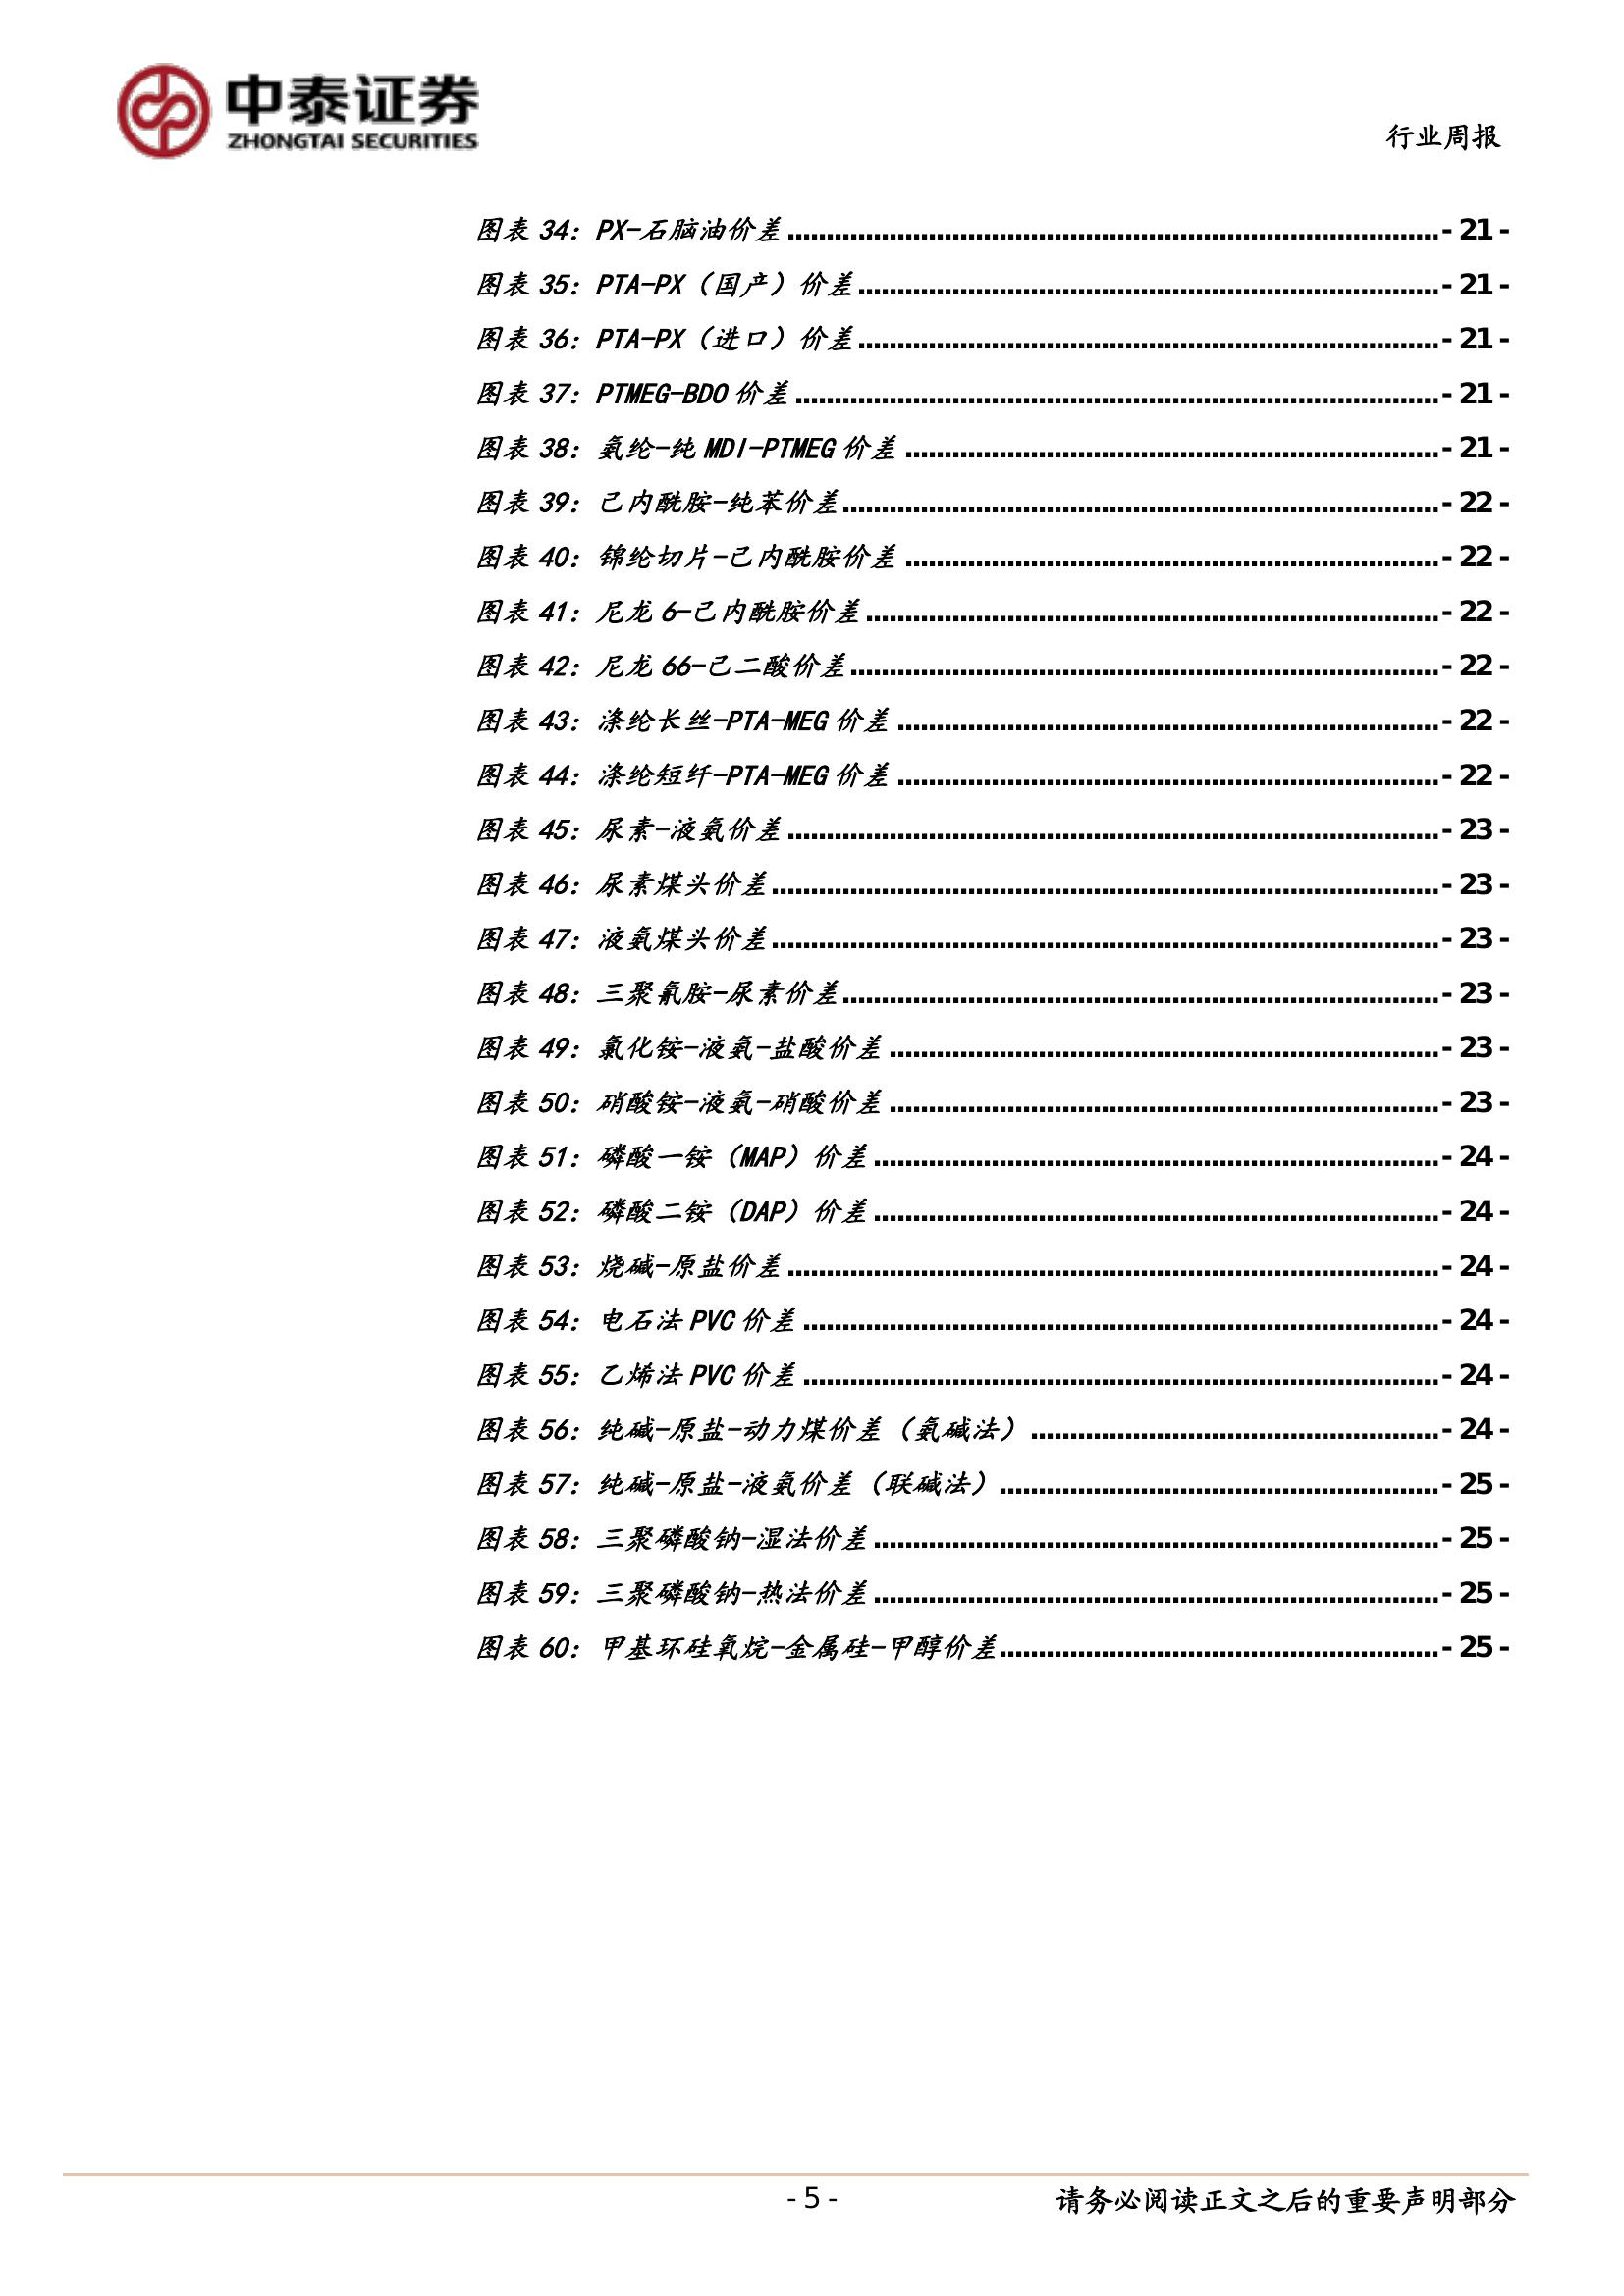 中泰证券
ZHONGTAI SECURITIES
行业周报
图表 34：PX-石脑油价差 - 21 -
图表 35：PTA-PX（国产）价差 - 21 -
图表 36：PTA-PX（进口）价差 - 21 -
图表 37：PTMEG-BDO 价差 - 21 -
图表 38：氨纶-纯 MDI-PTMEG 价差 - 21 -
图表 39：己内酰胺-纯苯价差 - 22 -
图表 40：锦纶切片-己内酰胺价差 - 22 -
图表 41：尼龙 6-己内酰胺价差 - 22 -
图表 42：尼龙 66-己二酸价差 - 22 -
图表 43：涤纶长丝-PTA-MEG 价差 - 22 -
图表 44：涤纶短纤-PTA-MEG 价差 - 22 -
图表 45：尿素-液氨价差 - 23 -
图表 46：尿素煤头价差 - 23 -
图表 47：液氨煤头价差 - 23 -
图表 48：三聚氰胺-尿素价差 - 23 -
图表 49：氯化铵-液氨-盐酸价差 - 23 -
图表 50：硝酸铵-液氨-硝酸价差 - 23 -
图表 51：磷酸一铵（MAP）价差 - 24 -
图表 52：磷酸二铵（DAP）价差 - 24 -
图表 53：烧碱-原盐价差 - 24 -
图表 54：电石法 PVC 价差 - 24 -
图表 55：乙烯法 PVC 价差 - 24 -
图表 56：纯碱-原盐-动力煤价差（氨碱法） - 24 -
图表 57：纯碱-原盐-液氨价差（联碱法） - 25 -
图表 58：三聚磷酸钠-湿法价差 - 25 -
图表 59：三聚磷酸钠-热法价差 - 25 -
图表 60：甲基环硅氧烷-金属硅-甲醇价差 - 25 -
- 5 -
请务必阅读正文之后的重要声明部分